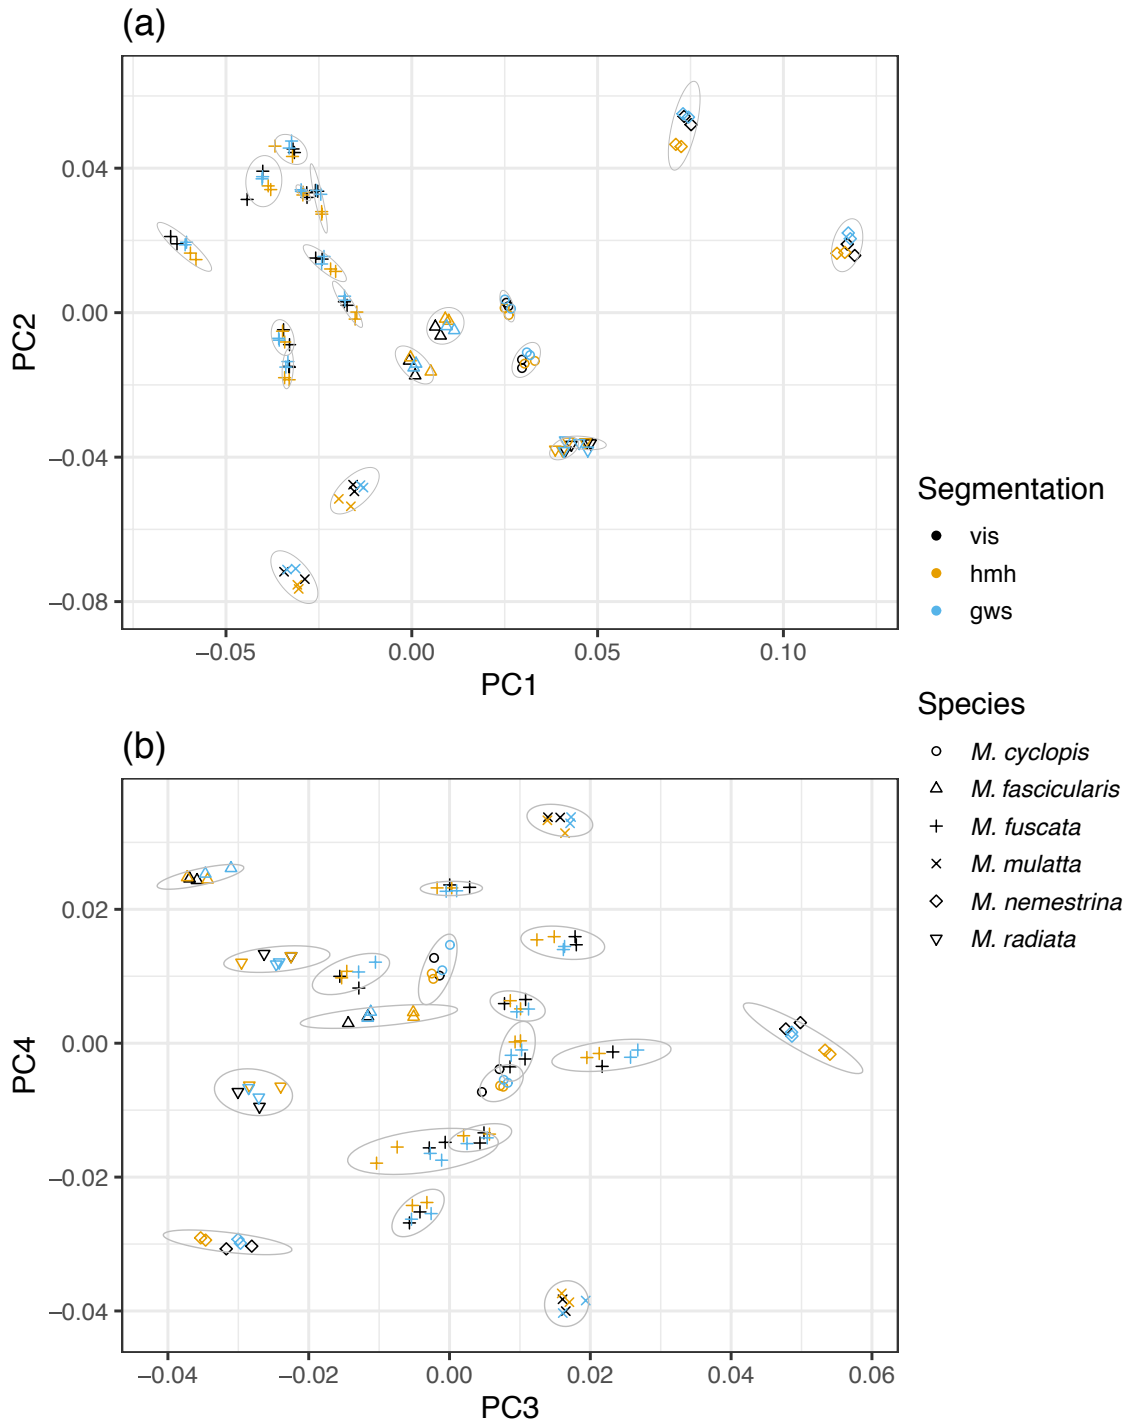 (a)
0.04
0.00
−0.04
−0.08
PC2
−0.05
0.00
0.05
0.10
PC1
Segmentation
vis
hmh
gws
Species
M. cyclopis
M. fascicularis
M. fuscata
M. mulatta
M. nemestrina
M. radiata
(b)
0.02
0.00
−0.02
−0.04
PC4
−0.04
−0.02
0.00
0.02
0.04
0.06
PC3